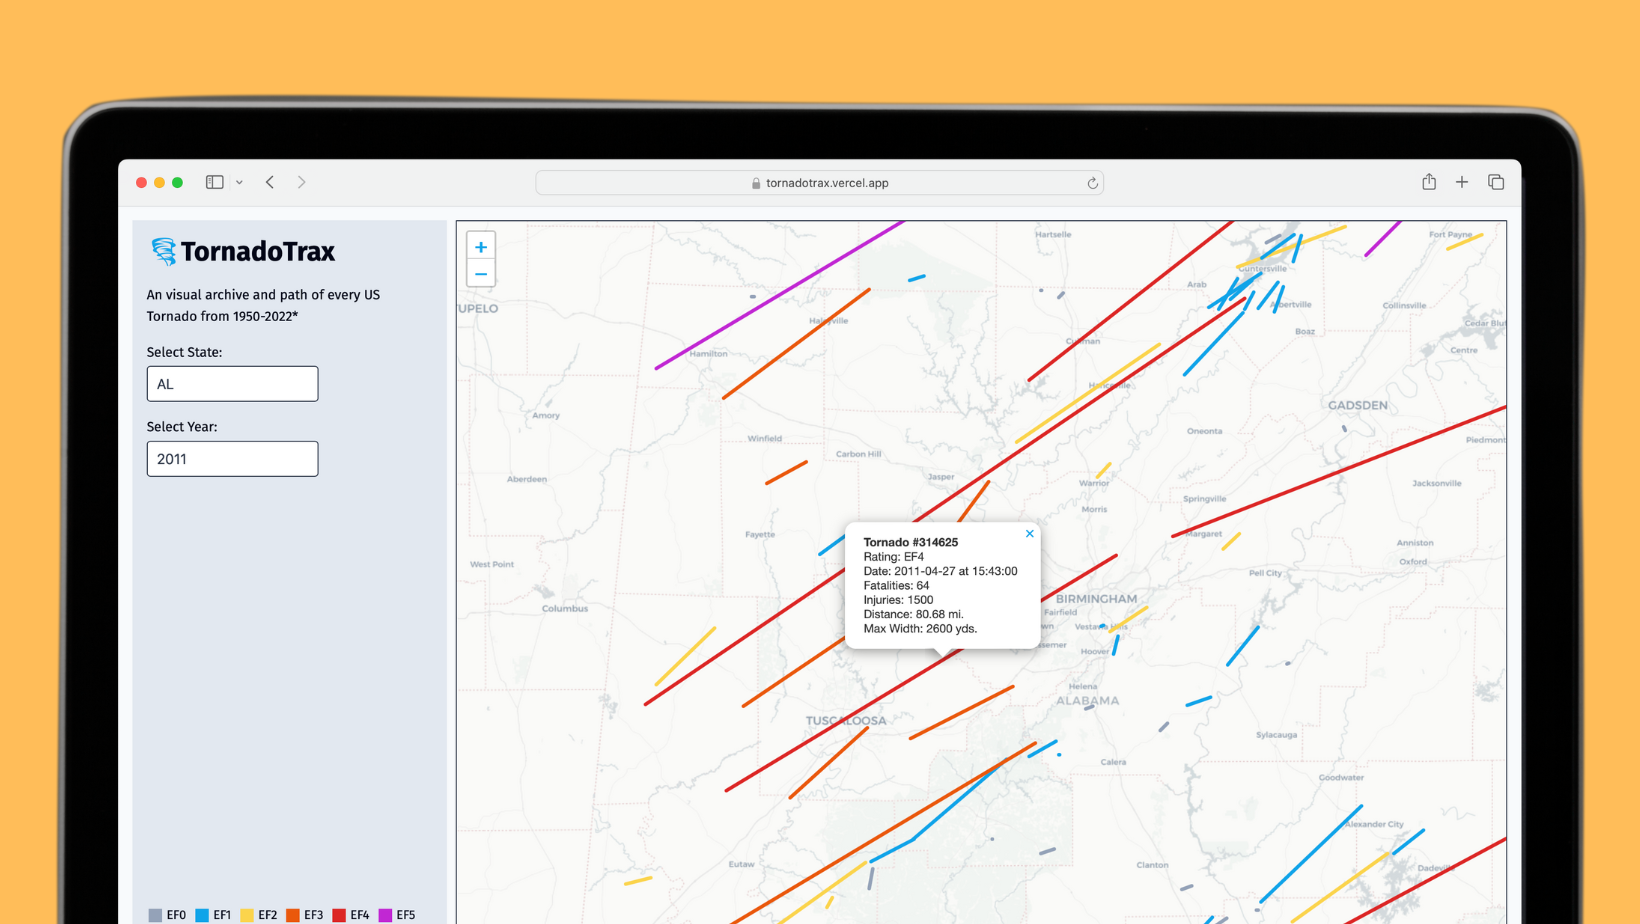 tornadotrax.vercel.app
TornadoTrax
An visual archive and path of every US
Tornado from 1950-2022*
Select State:
AL
Select Year:
2011
EF0 EF1 EF2 EF3 EF4 EF5
+
−
Hartselle
Fort Payne
Guntersville
Arab
Albertville
Collinsville
TUPELO
Haleyville
Boaz
Cedar Bluf
Cullman
Centre
Hamilton
Hanceville
GADSDEN
Amory
Oneonta
Piedmont
Winfield
Carbon Hill
Jasper
Aberdeen
Warrior
Jacksonville
Springville
Morris
Fayette
Margaret
Anniston
West Point
Oxford
Pell City
Columbus
BIRMINGHAM
Fairfield
Vestavia Hills
Hoover
Helena
ALABAMA
TUSCALOOSA
Sylacauga
Calera
Goodwater
Alexander City
Eutaw
Clanton
Dadevil
×
Tornado #314625
Rating: EF4
Date: 2011-04-27 at 15:43:00
Fatalities: 64
Injuries: 1500
Distance: 80.68 mi.
Max Width: 2600 yds.